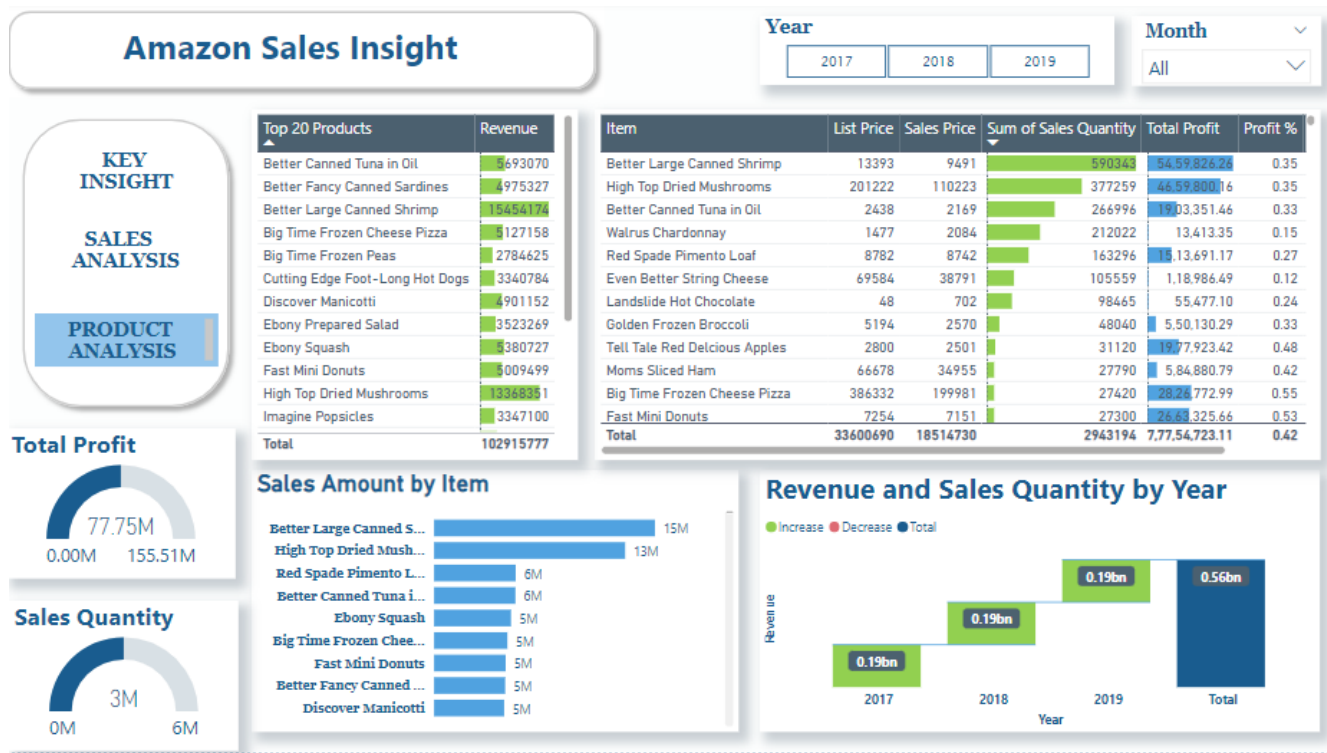 Amazon Sales Insight
Year
2017 2018 2019
Month
All
KEY
INSIGHT
SALES
ANALYSIS
PRODUCT
ANALYSIS
Top 20 Products Revenue
Better Canned Tuna in Oil 5693070
Better Fancy Canned Sardines 4975327
Better Large Canned Shrimp 15454174
Big Time Frozen Cheese Pizza 5127158
Big Time Frozen Peas 2784625
Cutting Edge Foot-Long Hot Dogs 3340784
Discover Manicotti 4901152
Ebony Prepared Salad 3523269
Ebony Squash 5380727
Fast Mini Donuts 5009499
High Top Dried Mushrooms 13368351
Imagine Popsicles 3347100
Total 102915777
Item List Price Sales Price Sum of Sales Quantity Total Profit Profit %
Better Large Canned Shrimp 13393 9491 590343 54,59,826.26 0.35
High Top Dried Mushrooms 201222 110223 377259 46,59,800.16 0.35
Better Canned Tuna in Oil 2438 2169 266996 19,03,351.46 0.33
Walrus Chardonnay 1477 2084 212022 13,413.35 0.15
Red Spade Pimento Loaf 8782 8742 163296 15,13,691.17 0.27
Even Better String Cheese 69584 38791 105559 1,18,986.49 0.12
Landslide Hot Chocolate 48 702 98465 55,477.10 0.24
Golden Frozen Broccoli 5194 2570 48040 5,50,130.29 0.33
Tell Tale Red Delcious Apples 2800 2501 31120 19,77,923.42 0.48
Moms Sliced Ham 66678 34955 27790 5,84,880.79 0.42
Big Time Frozen Cheese Pizza 386332 199981 27420 28,26,772.99 0.55
Fast Mini Donuts 7254 7151 27300 26,63,325.66 0.53
Total 33600690 18514730 2943194 7,77,54,723.11 0.42
Total Profit
77.75M
0.00M 155.51M
Sales Quantity
3M
0M 6M
Sales Amount by Item
Better Large Canned S... 15M
High Top Dried Mush... 13M
Red Spade Pimento L... 6M
Better Canned Tuna i... 6M
Ebony Squash 5M
Big Time Frozen Chee... 5M
Fast Mini Donuts 5M
Better Fancy Canned ... 5M
Discover Manicotti 5M
Revenue and Sales Quantity by Year
Increase Decrease Total
Revenue
0.19bn 0.19bn 0.19bn 0.56bn
2017 2018 2019 Total
Year